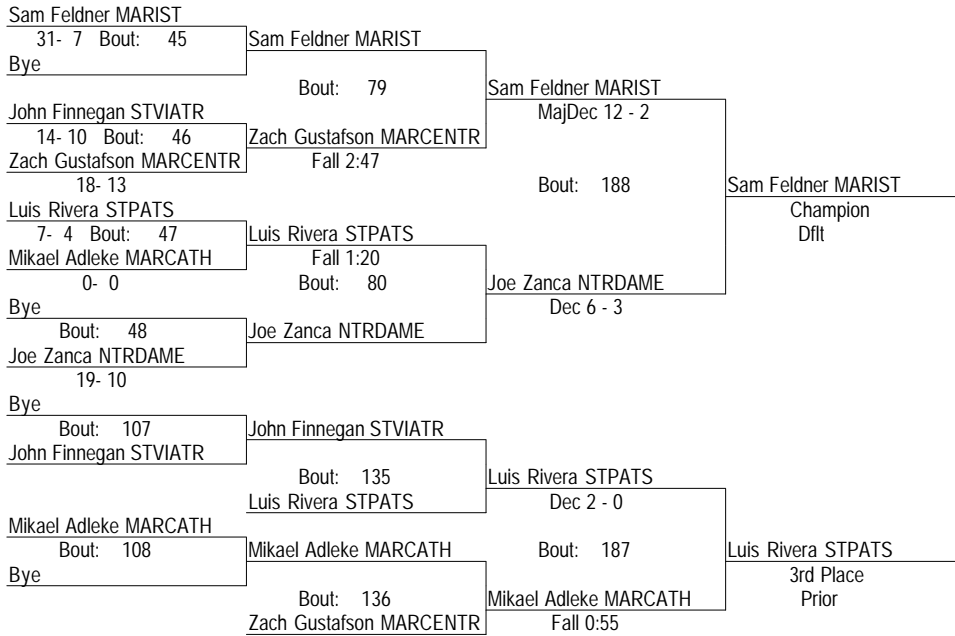 Sam Feldner MARIST
31- 7 Bout: 45
Sam Feldner MARIST
Bye
Bout: 79
Sam Feldner MARIST
John Finnegan STVIATR
MajDec 12 - 2
14- 10 Bout: 46
Zach Gustafson MARCENTR
Zach Gustafson MARCENTR
Fall 2:47
18- 13
Bout: 188
Sam Feldner MARIST
Luis Rivera STPATS
Champion
7- 4 Bout: 47
Luis Rivera STPATS
Dflt
Mikael Adleke MARCATH
Fall 1:20
0- 0
Bout: 80
Joe Zanca NTRDAME
Bye
Dec 6 - 3
Bout: 48
Joe Zanca NTRDAME
Joe Zanca NTRDAME
19- 10
Bye
Bout: 107
John Finnegan STVIATR
John Finnegan STVIATR
Bout: 135
Luis Rivera STPATS
Luis Rivera STPATS
Dec 2 - 0
Mikael Adleke MARCATH
Bout: 108
Mikael Adleke MARCATH
Bout: 187
Luis Rivera STPATS
Bye
3rd Place
Bout: 136
Mikael Adleke MARCATH
Prior
Zach Gustafson MARCENTR
Fall 0:55